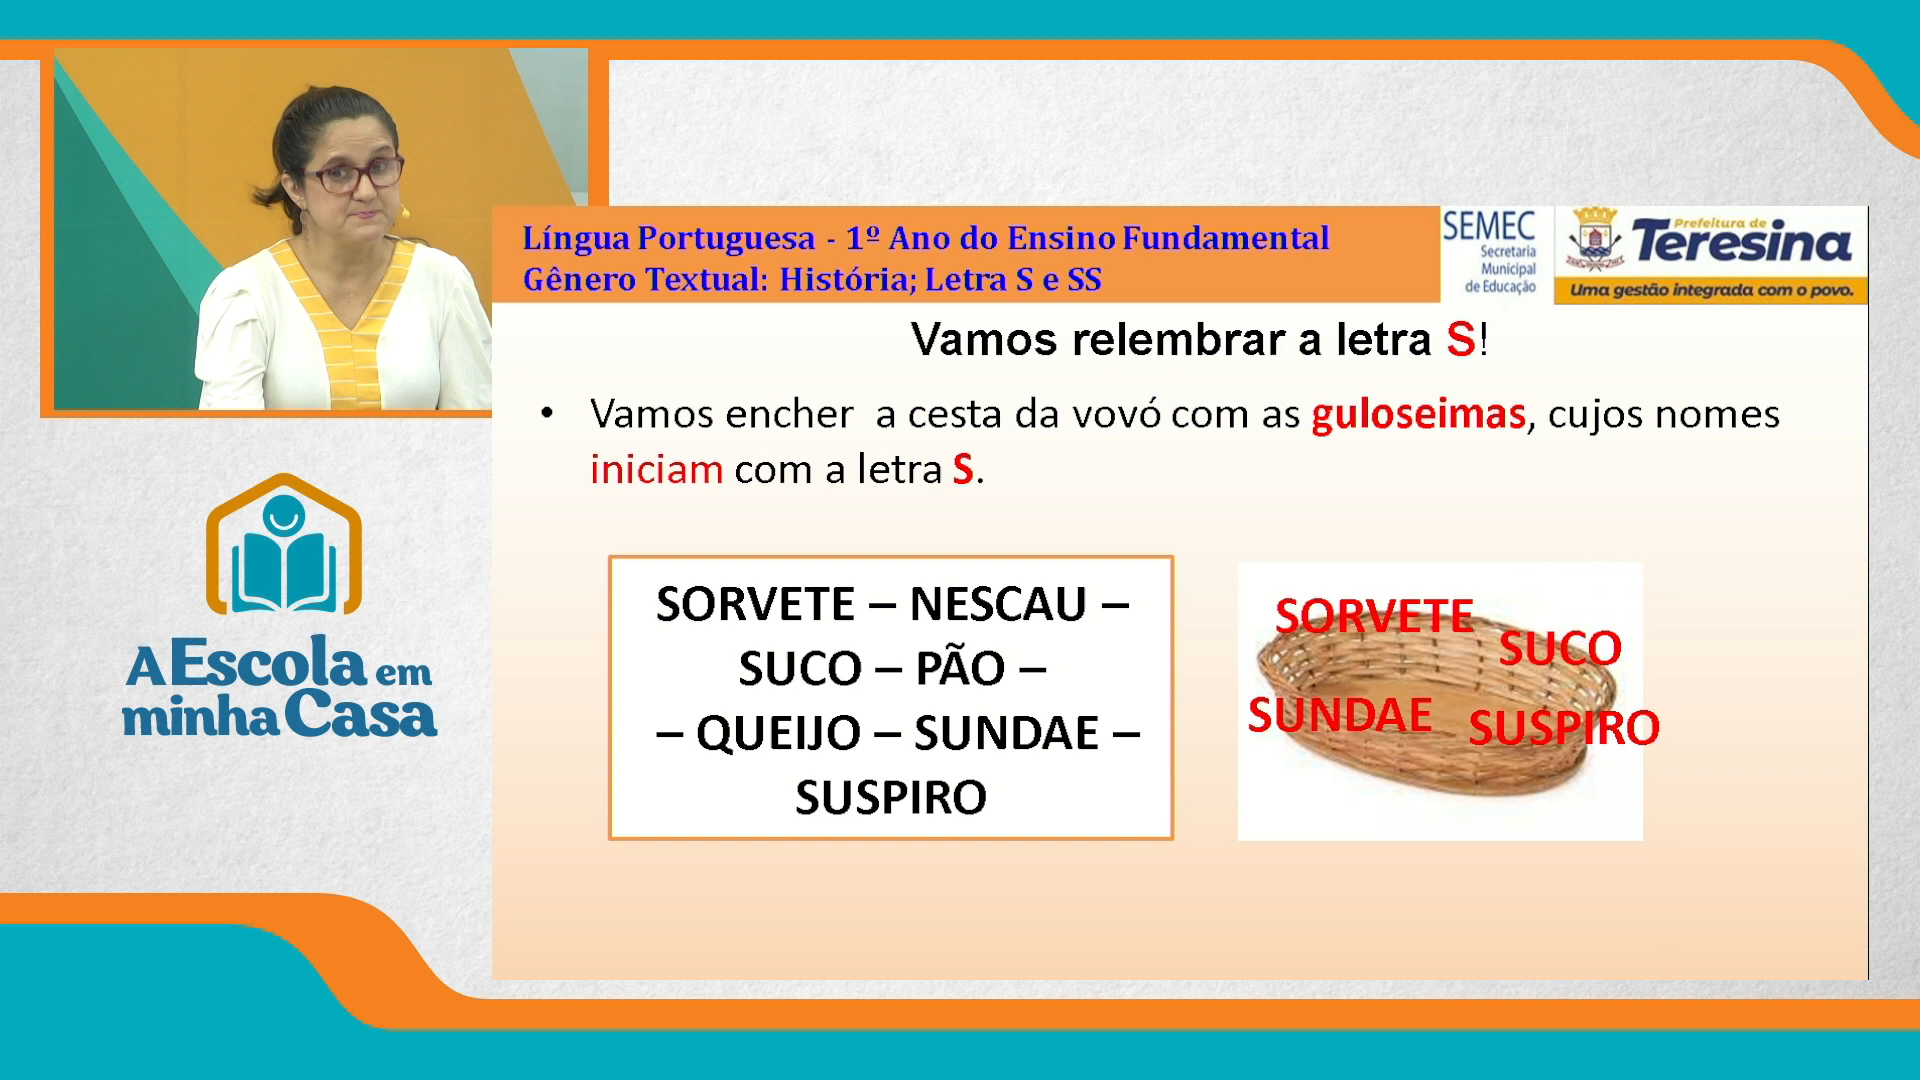 Língua Portuguesa - 1º Ano do Ensino Fundamental
Gênero Textual: História; Letra S e SS
SEMEC
Secretaria
Municipal
de Educação
Prefeitura de
Teresina
Uma gestão integrada com o povo.
Vamos relembrar a letra S!
• Vamos encher a cesta da vovó com as guloseimas, cujos nomes
iniciam com a letra S.
SORVETE – NESCAU –
SUCO – PÃO –
– QUEIJO – SUNDAE –
SUSPIRO
SORVETE
SUCO
SUNDAE
SUSPIRO
A Escola em
minha Casa